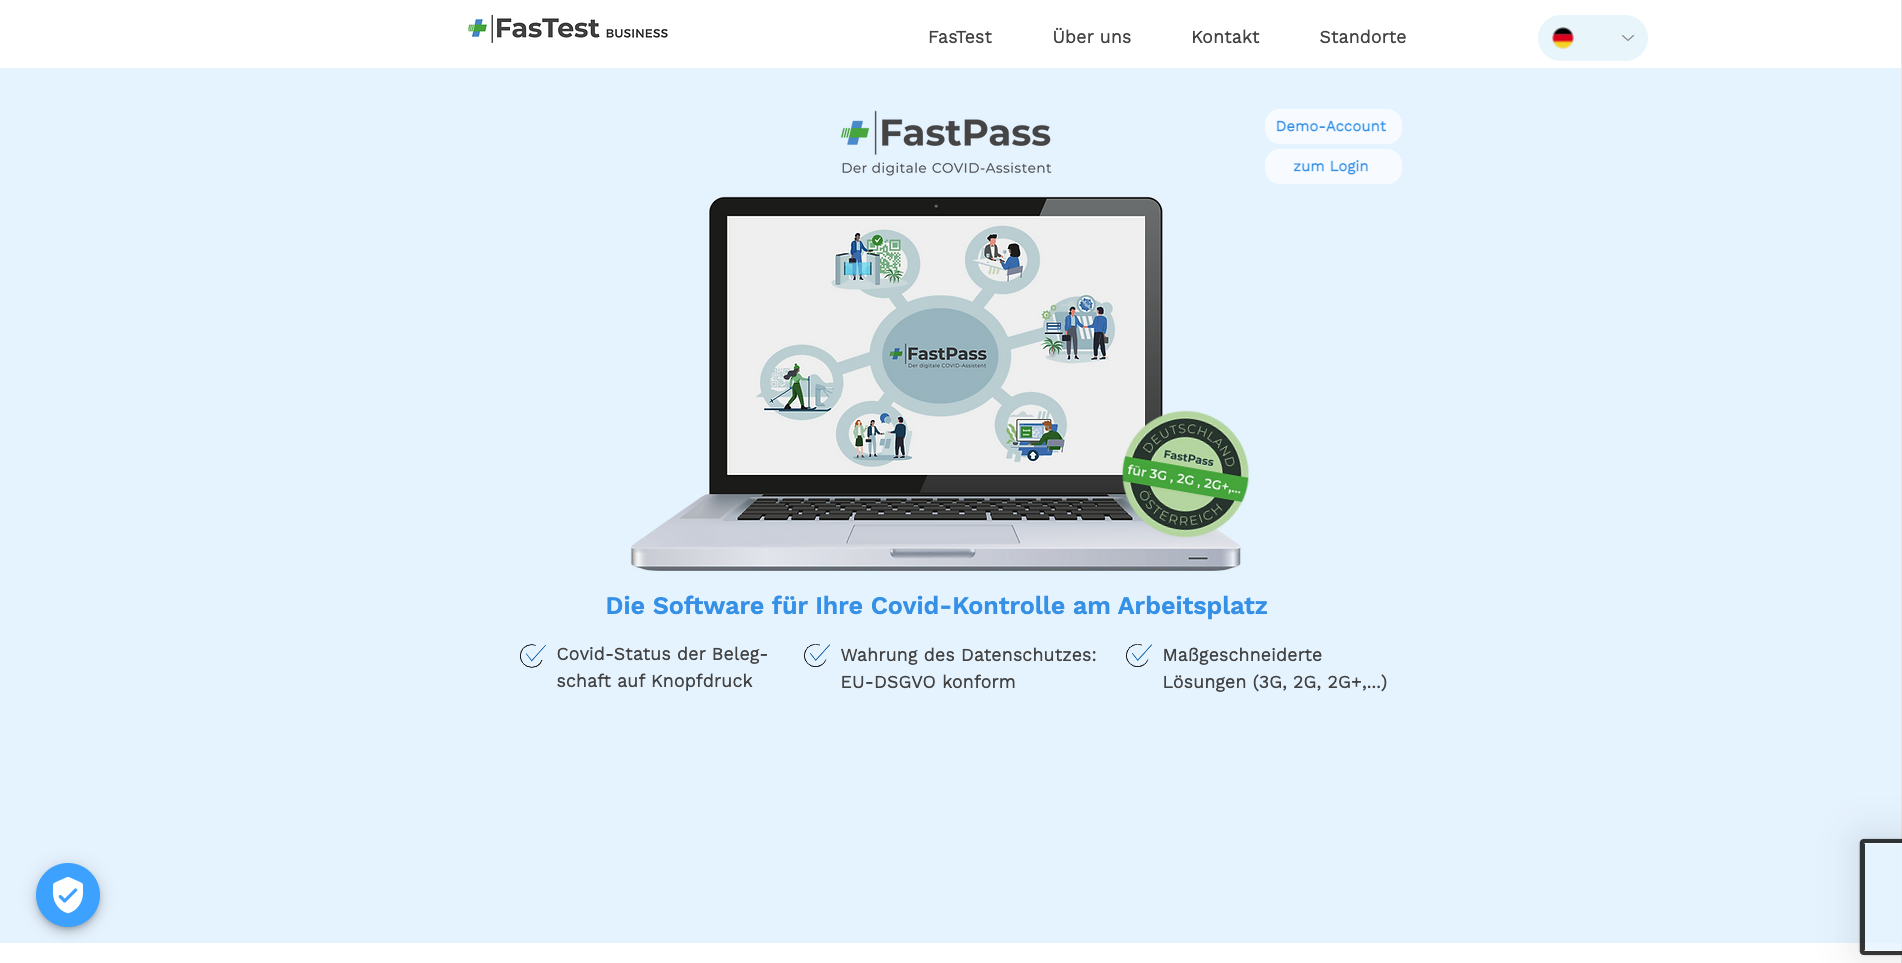 FasTest BUSINESS
FasTest
Über uns
Kontakt
Standorte
FastPass
Der digitale COVID-Assistent
Demo-Account
zum Login
FastPass
Der digitale COVID-Assistent
DEUTSCHLAND
FastPass
für 3G , 2G , 2G+,...
ÖSTERREICH
Die Software für Ihre Covid-Kontrolle am Arbeitsplatz
Covid-Status der Beleg-
schaft auf Knopfdruck
Wahrung des Datenschutzes:
EU-DSGVO konform
Maßgeschneiderte
Lösungen (3G, 2G, 2G+,...)